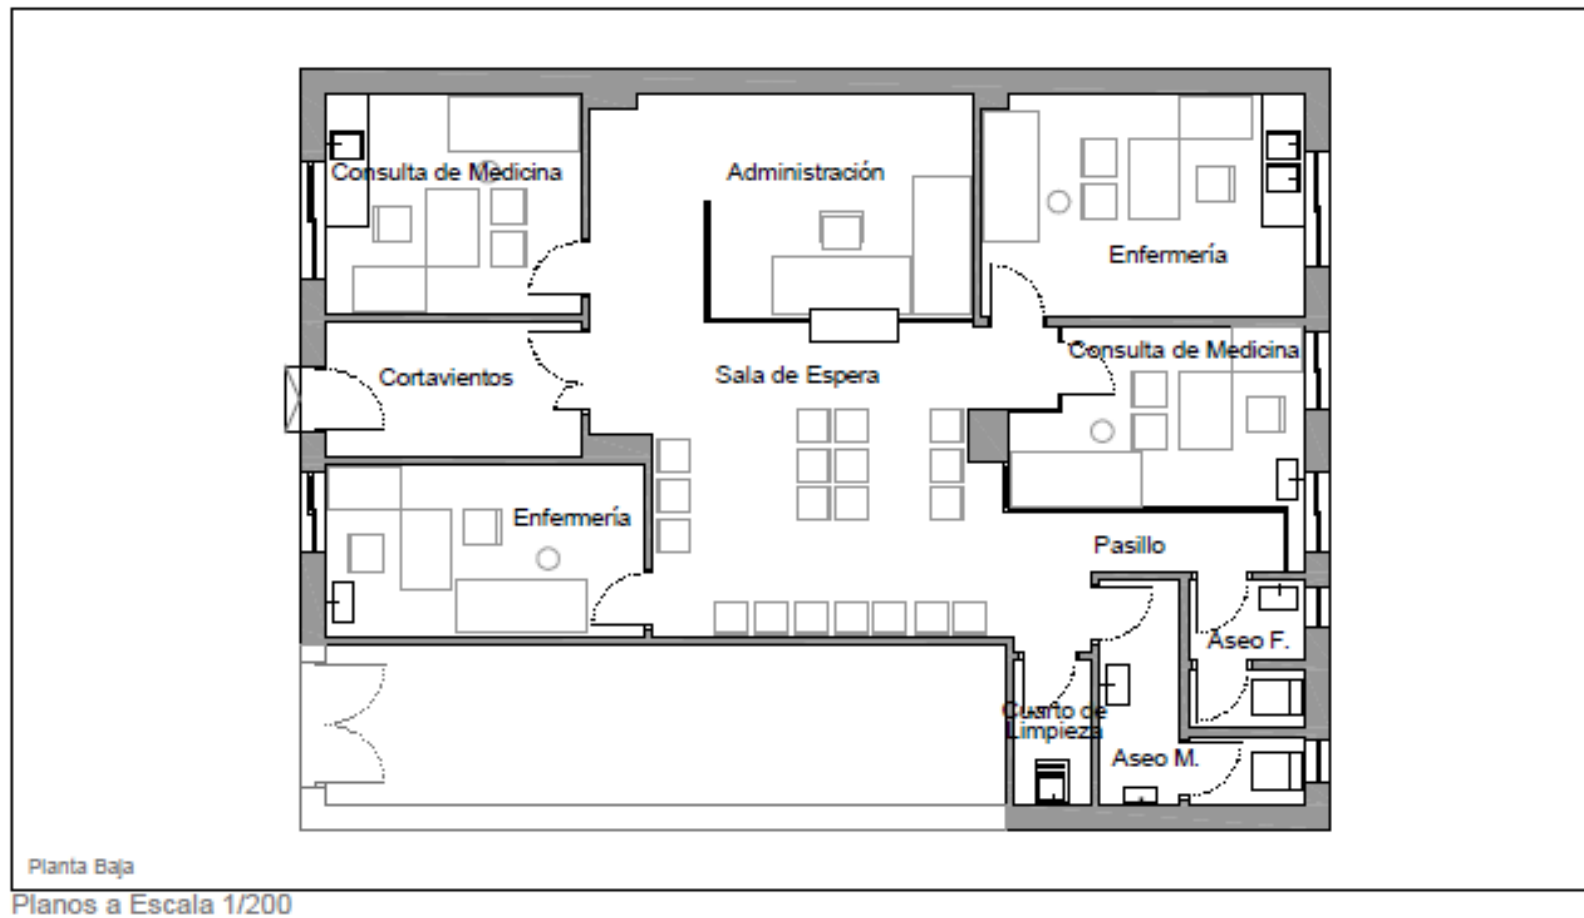 Consulta de Medicina
Administración
Enfermería
Cortavientos
Sala de Espera
Consulta de Medicina
Enfermería
Pasillo
Aseo F.
Cuarto de
Limpieza
Aseo M.
Planta Baja
Planos a Escala 1/200